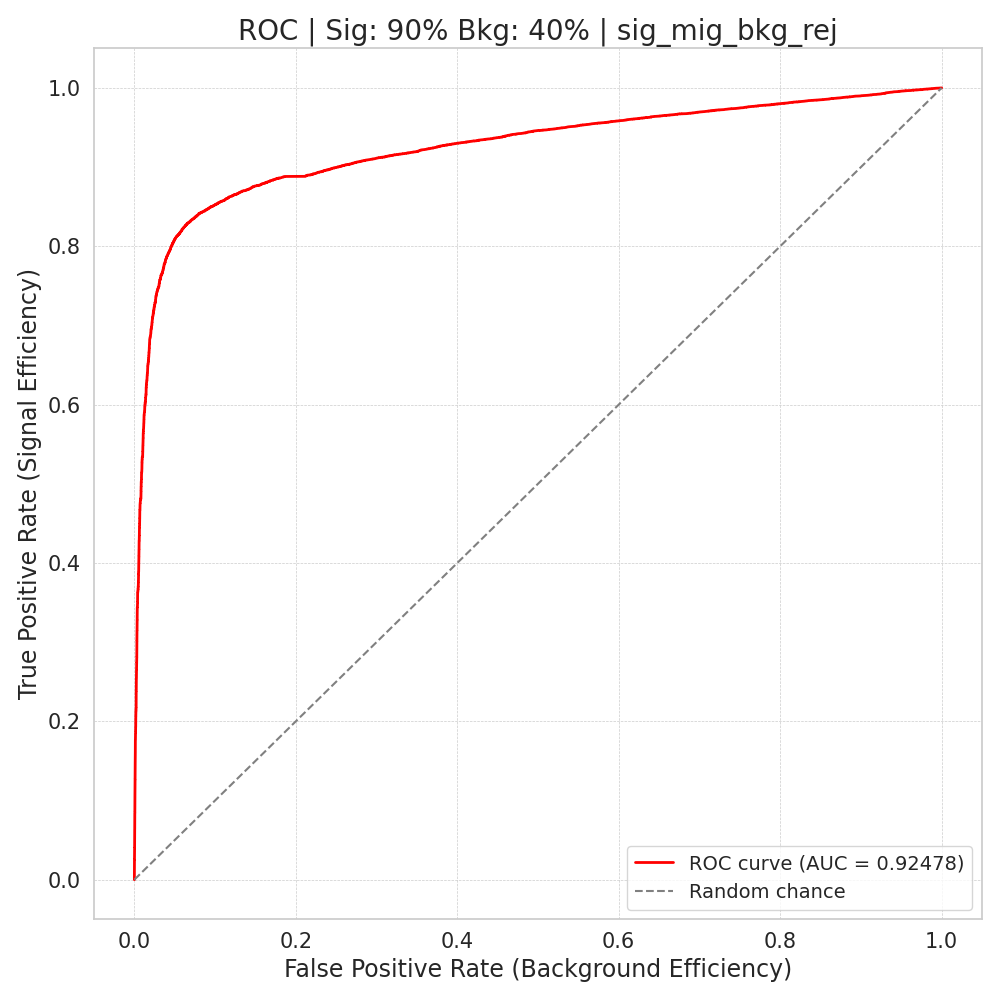 ROC | Sig: 90% Bkg: 40% | sig_mig_bkg_rej
True Positive Rate (Signal Efficiency)
1.0
0.8
0.6
0.4
0.2
0.0
0.0 0.2 0.4 0.6 0.8 1.0
False Positive Rate (Background Efficiency)
ROC curve (AUC = 0.92478)
Random chance